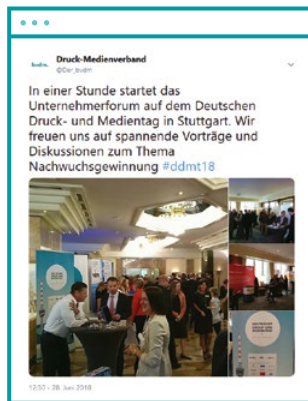 bvdm.
Druck-Medienverband
@Der_bvdm
In einer Stunde startet das
Unternehmerforum auf dem Deutschen
Druck- und Medientag in Stuttgart. Wir
freuen uns auf spannende Vorträge und
Diskussionen zum Thema
Nachwuchsgewinnung #ddmt18
12:30 - 28. Juni 2018